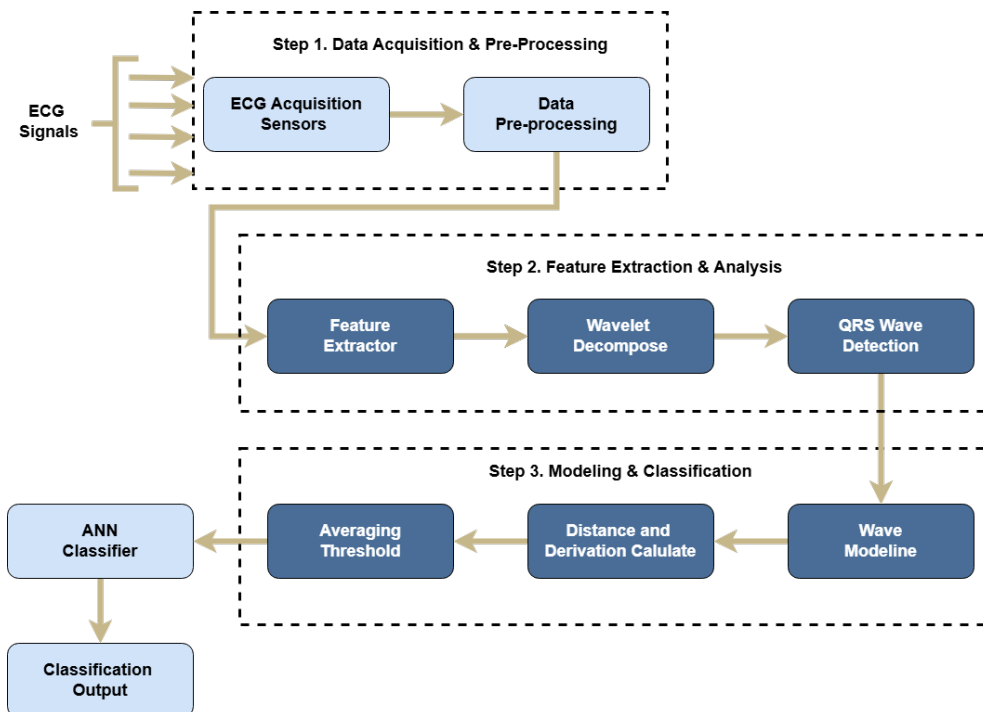 Step 1. Data Acquisition & Pre-Processing
ECG
Signals
ECG Acquisition
Sensors
Data
Pre-processing
Step 2. Feature Extraction & Analysis
Feature
Extractor
Wavelet
Decompose
QRS Wave
Detection
Step 3. Modeling & Classification
Wave
Modeline
Distance and
Derivation Calulate
Averaging
Threshold
ANN
Classifier
Classification
Output